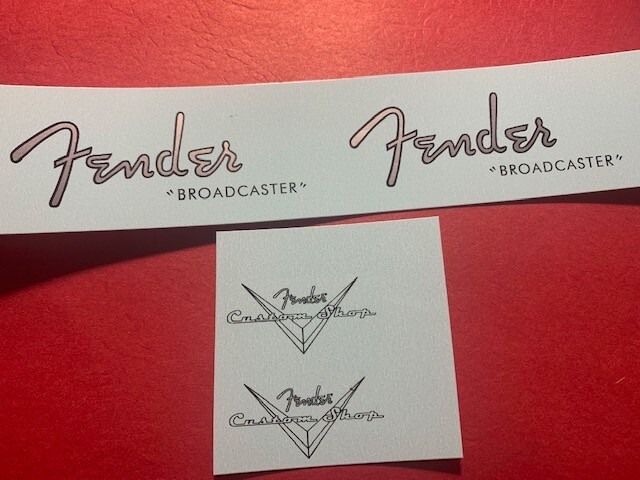 Fender Fender
"BROADCASTER" "BROADCASTER"
Fender
Custom Shop
Fender
Custom Shop